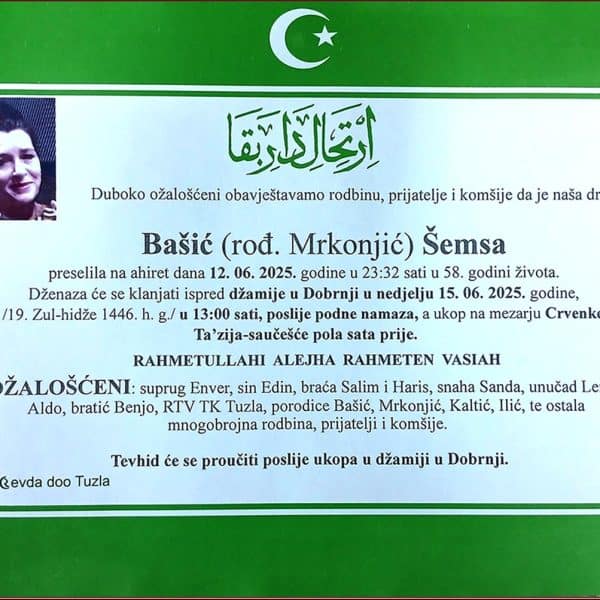 ارتحال دار بقا
Duboko ožalošćeni obavještavamo rodbinu, prijatelje i komšije da je naša dr
Bašić (rođ. Mrkonjić) Šemsa
preselila na ahiret dana 12. 06. 2025. godine u 23:32 sati u 58. godini života.
Dženaza će se klanjati ispred džamije u Dobrnji u nedjelju 15. 06. 2025. godine,
/19. Zul-hidže 1446. h. g./ u 13:00 sati, poslije podne namaza, a ukop na mezarju Crvenko
Ta’zija-saučešće pola sata prije.
RAHMETULLAHI ALEJHA RAHMETEN VASIAH
OŽALOŠĆENI: suprug Enver, sin Edin, braća Salim i Haris, snaha Sanda, unučad Le
Aldo, bratić Benjo, RTV TK Tuzla, porodice Bašić, Mrkonjić, Kaltić, Ilić, te ostala
mnogobrojna rodbina, prijatelji i komšije.
Tevhid će se proučiti poslije ukopa u džamiji u Dobrnji.
evda doo Tuzla